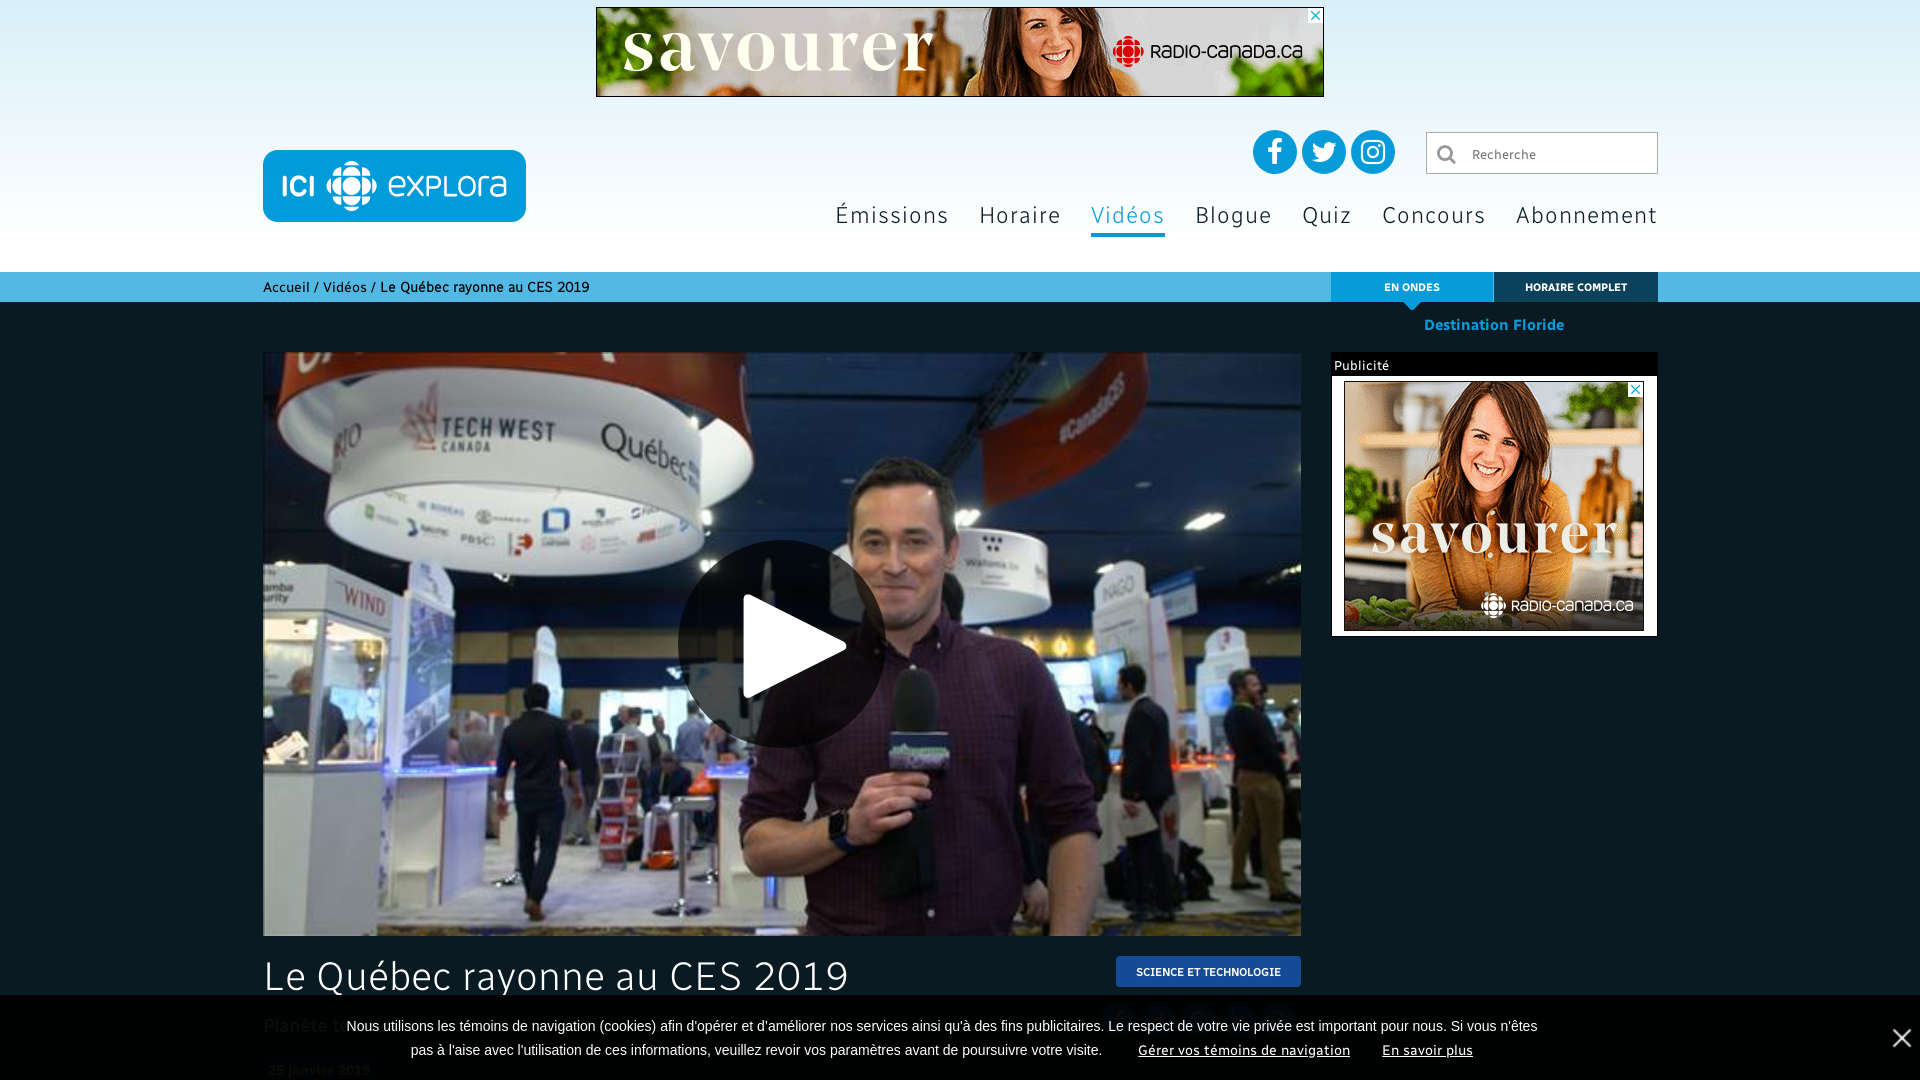 savourer
RADIO-CANADA.ca
Recherche
ICI explora
Émissions Horaire Vidéos Blogue Quiz Concours Abonnement
Accueil / Vidéos / Le Québec rayonne au CES 2019
EN ONDES
HORAIRE COMPLET
Destination Floride
Publicité
savourer
RADIO-CANADA.ca
TECH WEST
CANADA
Québec
#CanadaCES
WIND
Le Québec rayonne au CES 2019
SCIENCE ET TECHNOLOGIE
Nous utilisons les témoins de navigation (cookies) afin d'opérer et d’améliorer nos services ainsi qu'à des fins publicitaires. Le respect de votre vie privée est important pour nous. Si vous n'êtes
pas à l'aise avec l'utilisation de ces informations, veuillez revoir vos paramètres avant de poursuivre votre visite. Gérer vos témoins de navigation En savoir plus
25 janvier 2019